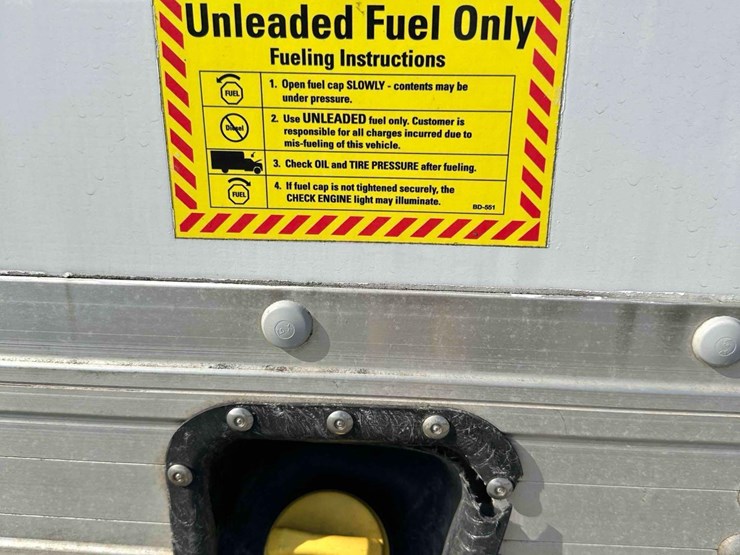 Unleaded Fuel Only
Fueling Instructions
FUEL
1. Open fuel cap SLOWLY - contents may be
under pressure.
Diesel
2. Use UNLEADED fuel only. Customer is
responsible for all charges incurred due to
mis-fueling of this vehicle.
3. Check OIL and TIRE PRESSURE after fueling.
FUEL
4. If fuel cap is not tightened securely, the
CHECK ENGINE light may illuminate.
BD-551